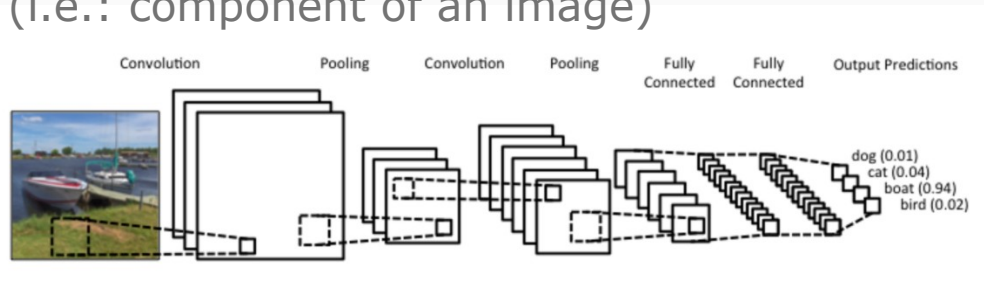 (i.e.: component of an image)
Convolution Pooling Convolution Pooling Fully Connected Fully Connected Output Predictions
dog (0.01)
cat (0.04)
boat (0.94)
bird (0.02)